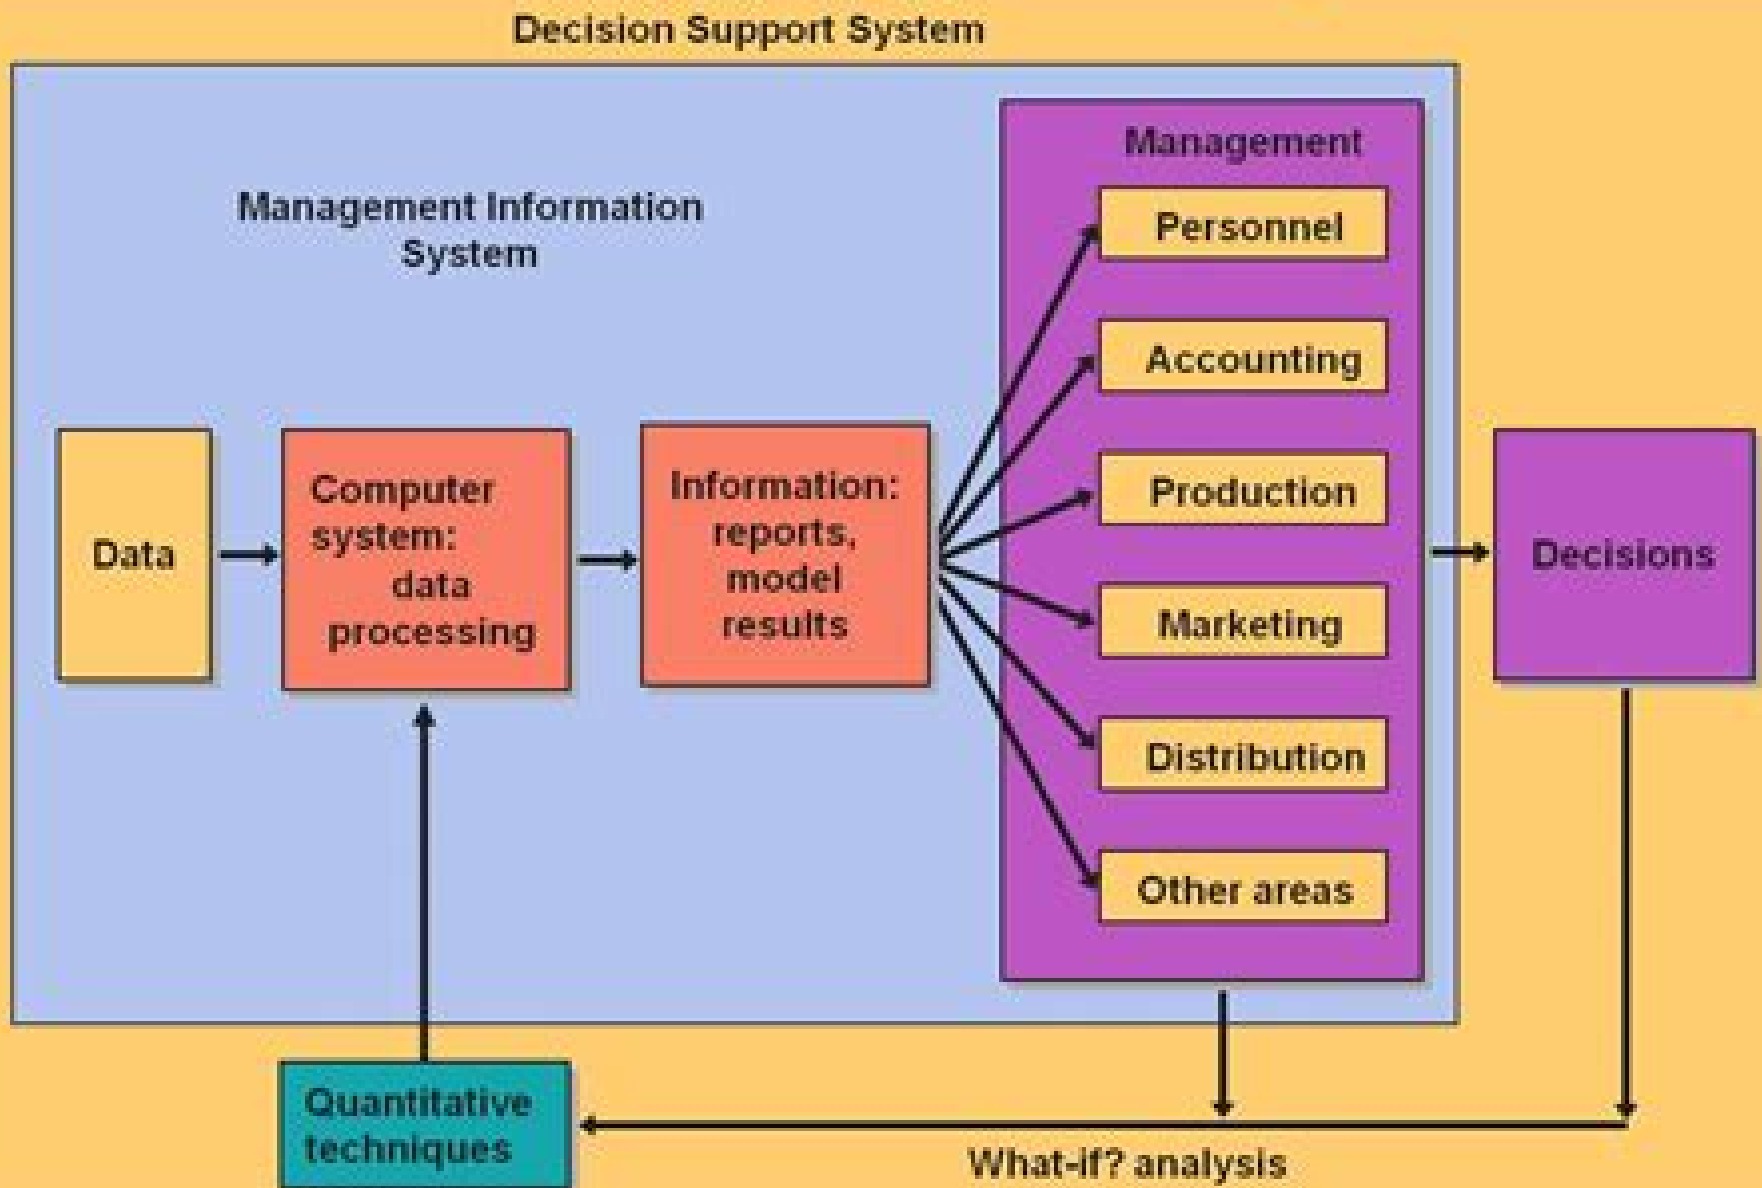 Decision Support System
Management Information
System
Management
Personnel
Accounting
Production
Marketing
Distribution
Other areas
Data
Computer
system:
data
processing
Information:
reports,
model
results
Decisions
Quantitative
techniques
What-if? analysis